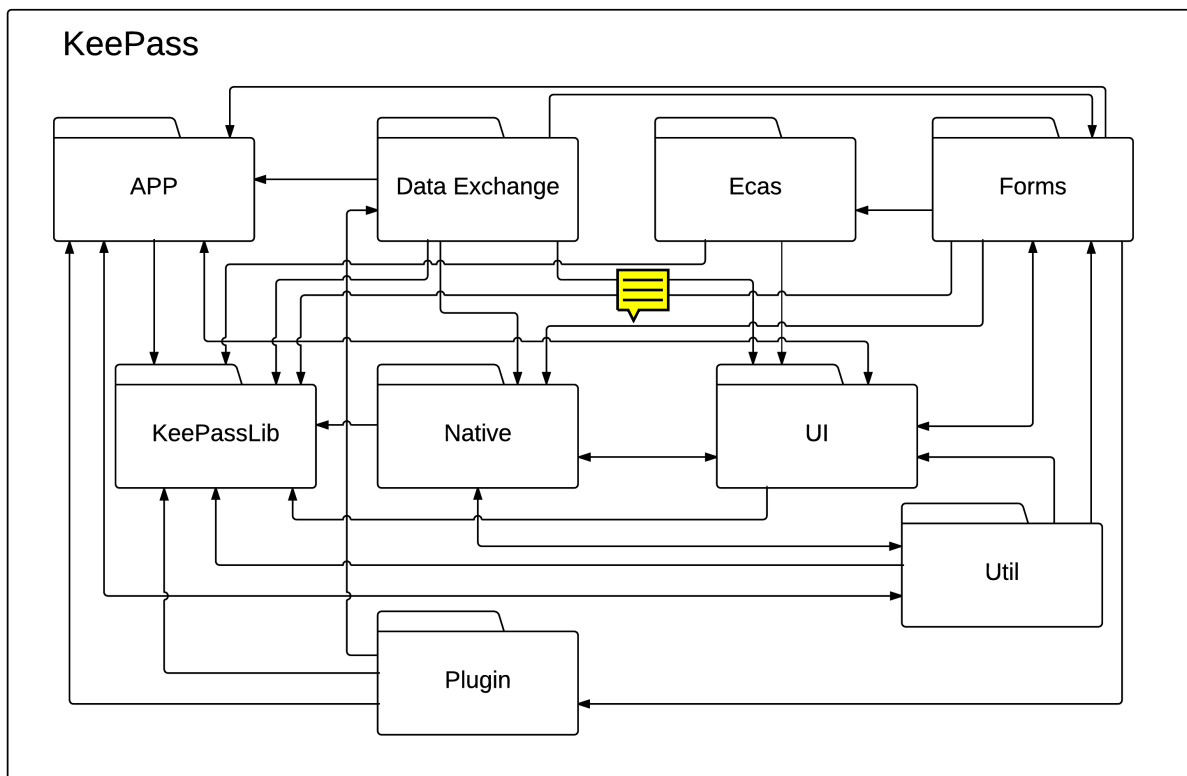 KeePass
APP
Data Exchange
Ecas
Forms
KeePassLib
Native
UI
Util
Plugin